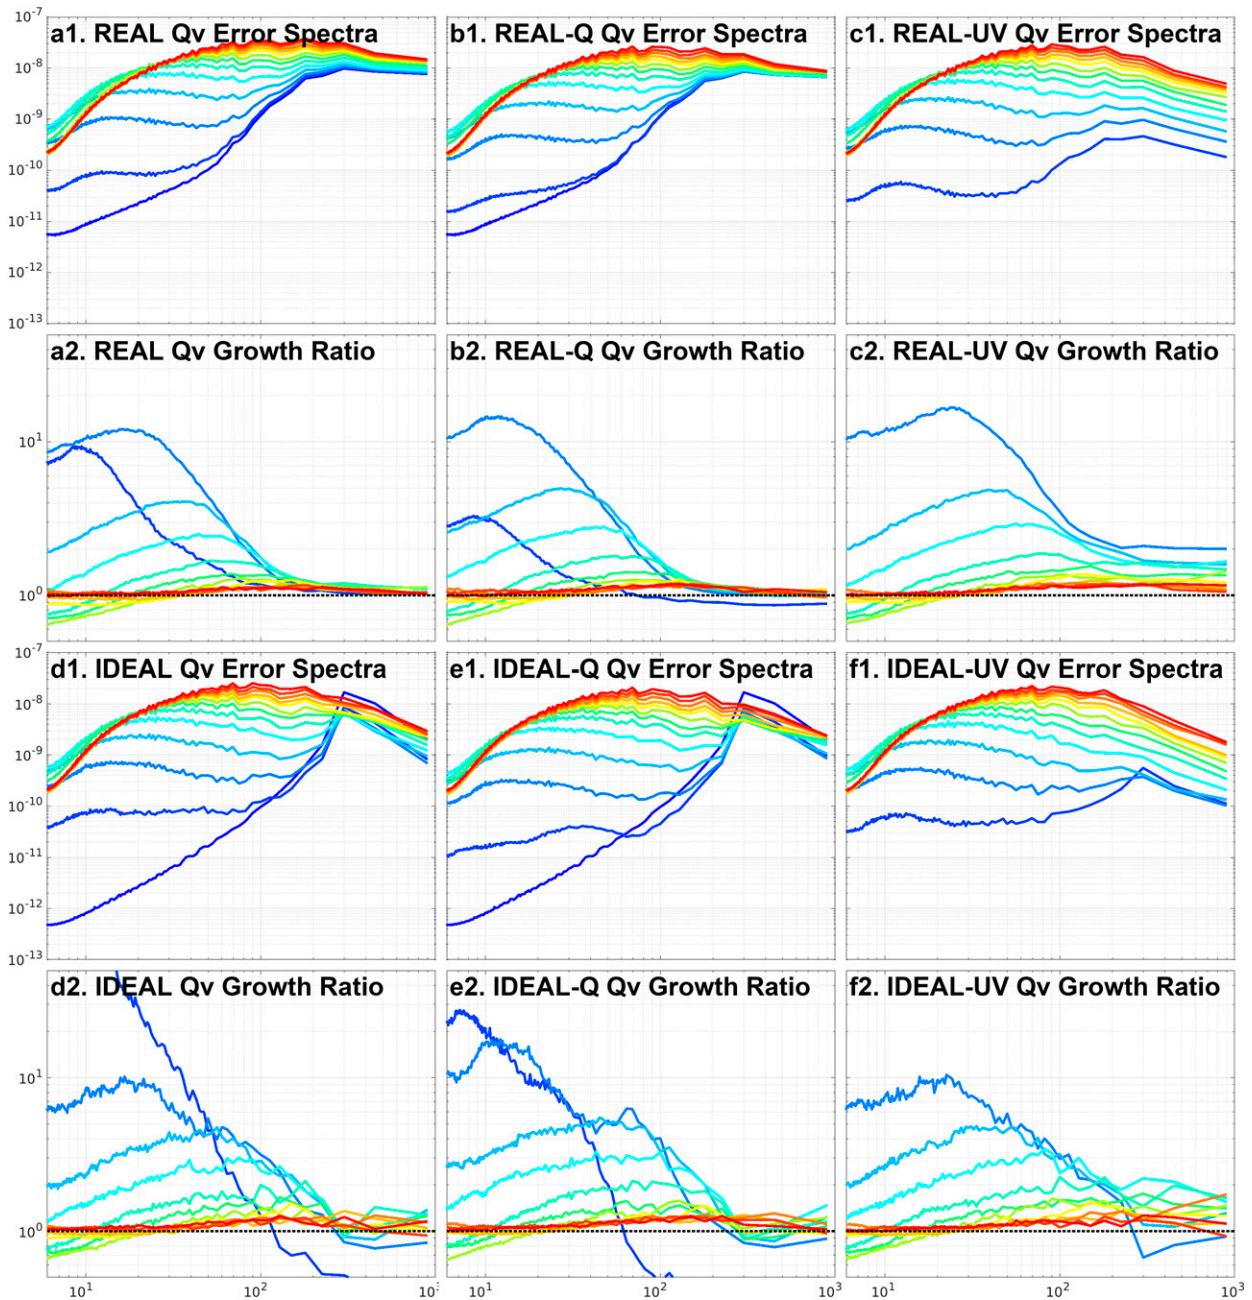 a1. REAL Qv Error Spectra
b1. REAL-Q Qv Error Spectra
c1. REAL-UV Qv Error Spectra
10^-7
10^-8
10^-9
10^-10
10^-11
10^-12
10^-13
a2. REAL Qv Growth Ratio
b2. REAL-Q Qv Growth Ratio
c2. REAL-UV Qv Growth Ratio
10^1
10^0
d1. IDEAL Qv Error Spectra
e1. IDEAL-Q Qv Error Spectra
f1. IDEAL-UV Qv Error Spectra
10^-7
10^-8
10^-9
10^-10
10^-11
10^-12
10^-13
d2. IDEAL Qv Growth Ratio
e2. IDEAL-Q Qv Growth Ratio
f2. IDEAL-UV Qv Growth Ratio
10^1
10^0
10^1 10^2 10^3 10^1 10^2 10^3 10^1 10^2 10^3